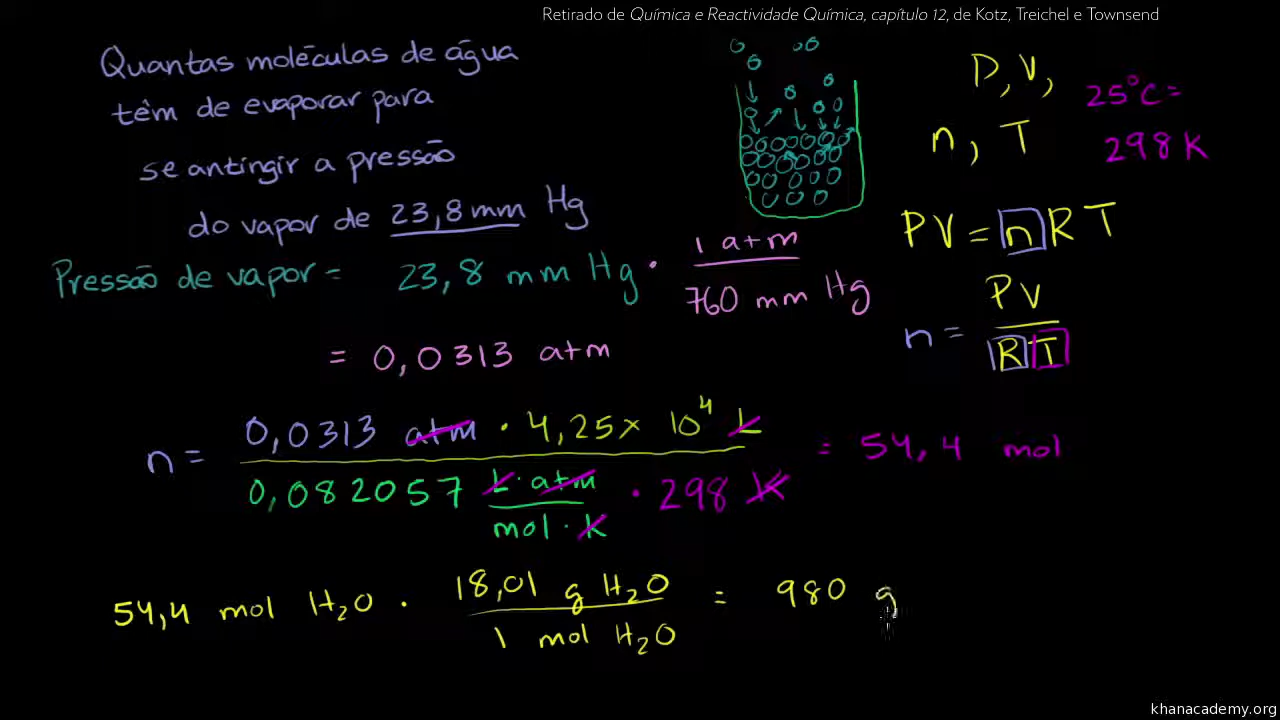 Retirado de Química e Reactividade Química, capítulo 12, de Kotz, Treichel e Townsend
Quantas moléculas de água
têm de evaporar para
se antingir a pressão
do vapor de 23,8 mm Hg
P, V,
n, T
25°C =
298 K
PV = nRT
n = PV / RT
Pressão de vapor = 23,8 mm Hg · 1 atm / 760 mm Hg
= 0,0313 atm
n = 0,0313 atm · 4,25 x 10⁴ L / 0,082057 L · atm / mol · k · 298 K = 54,4 mol
54,4 mol H₂O · 18,01 g H₂O / 1 mol H₂O = 980 g
khanacademy.org